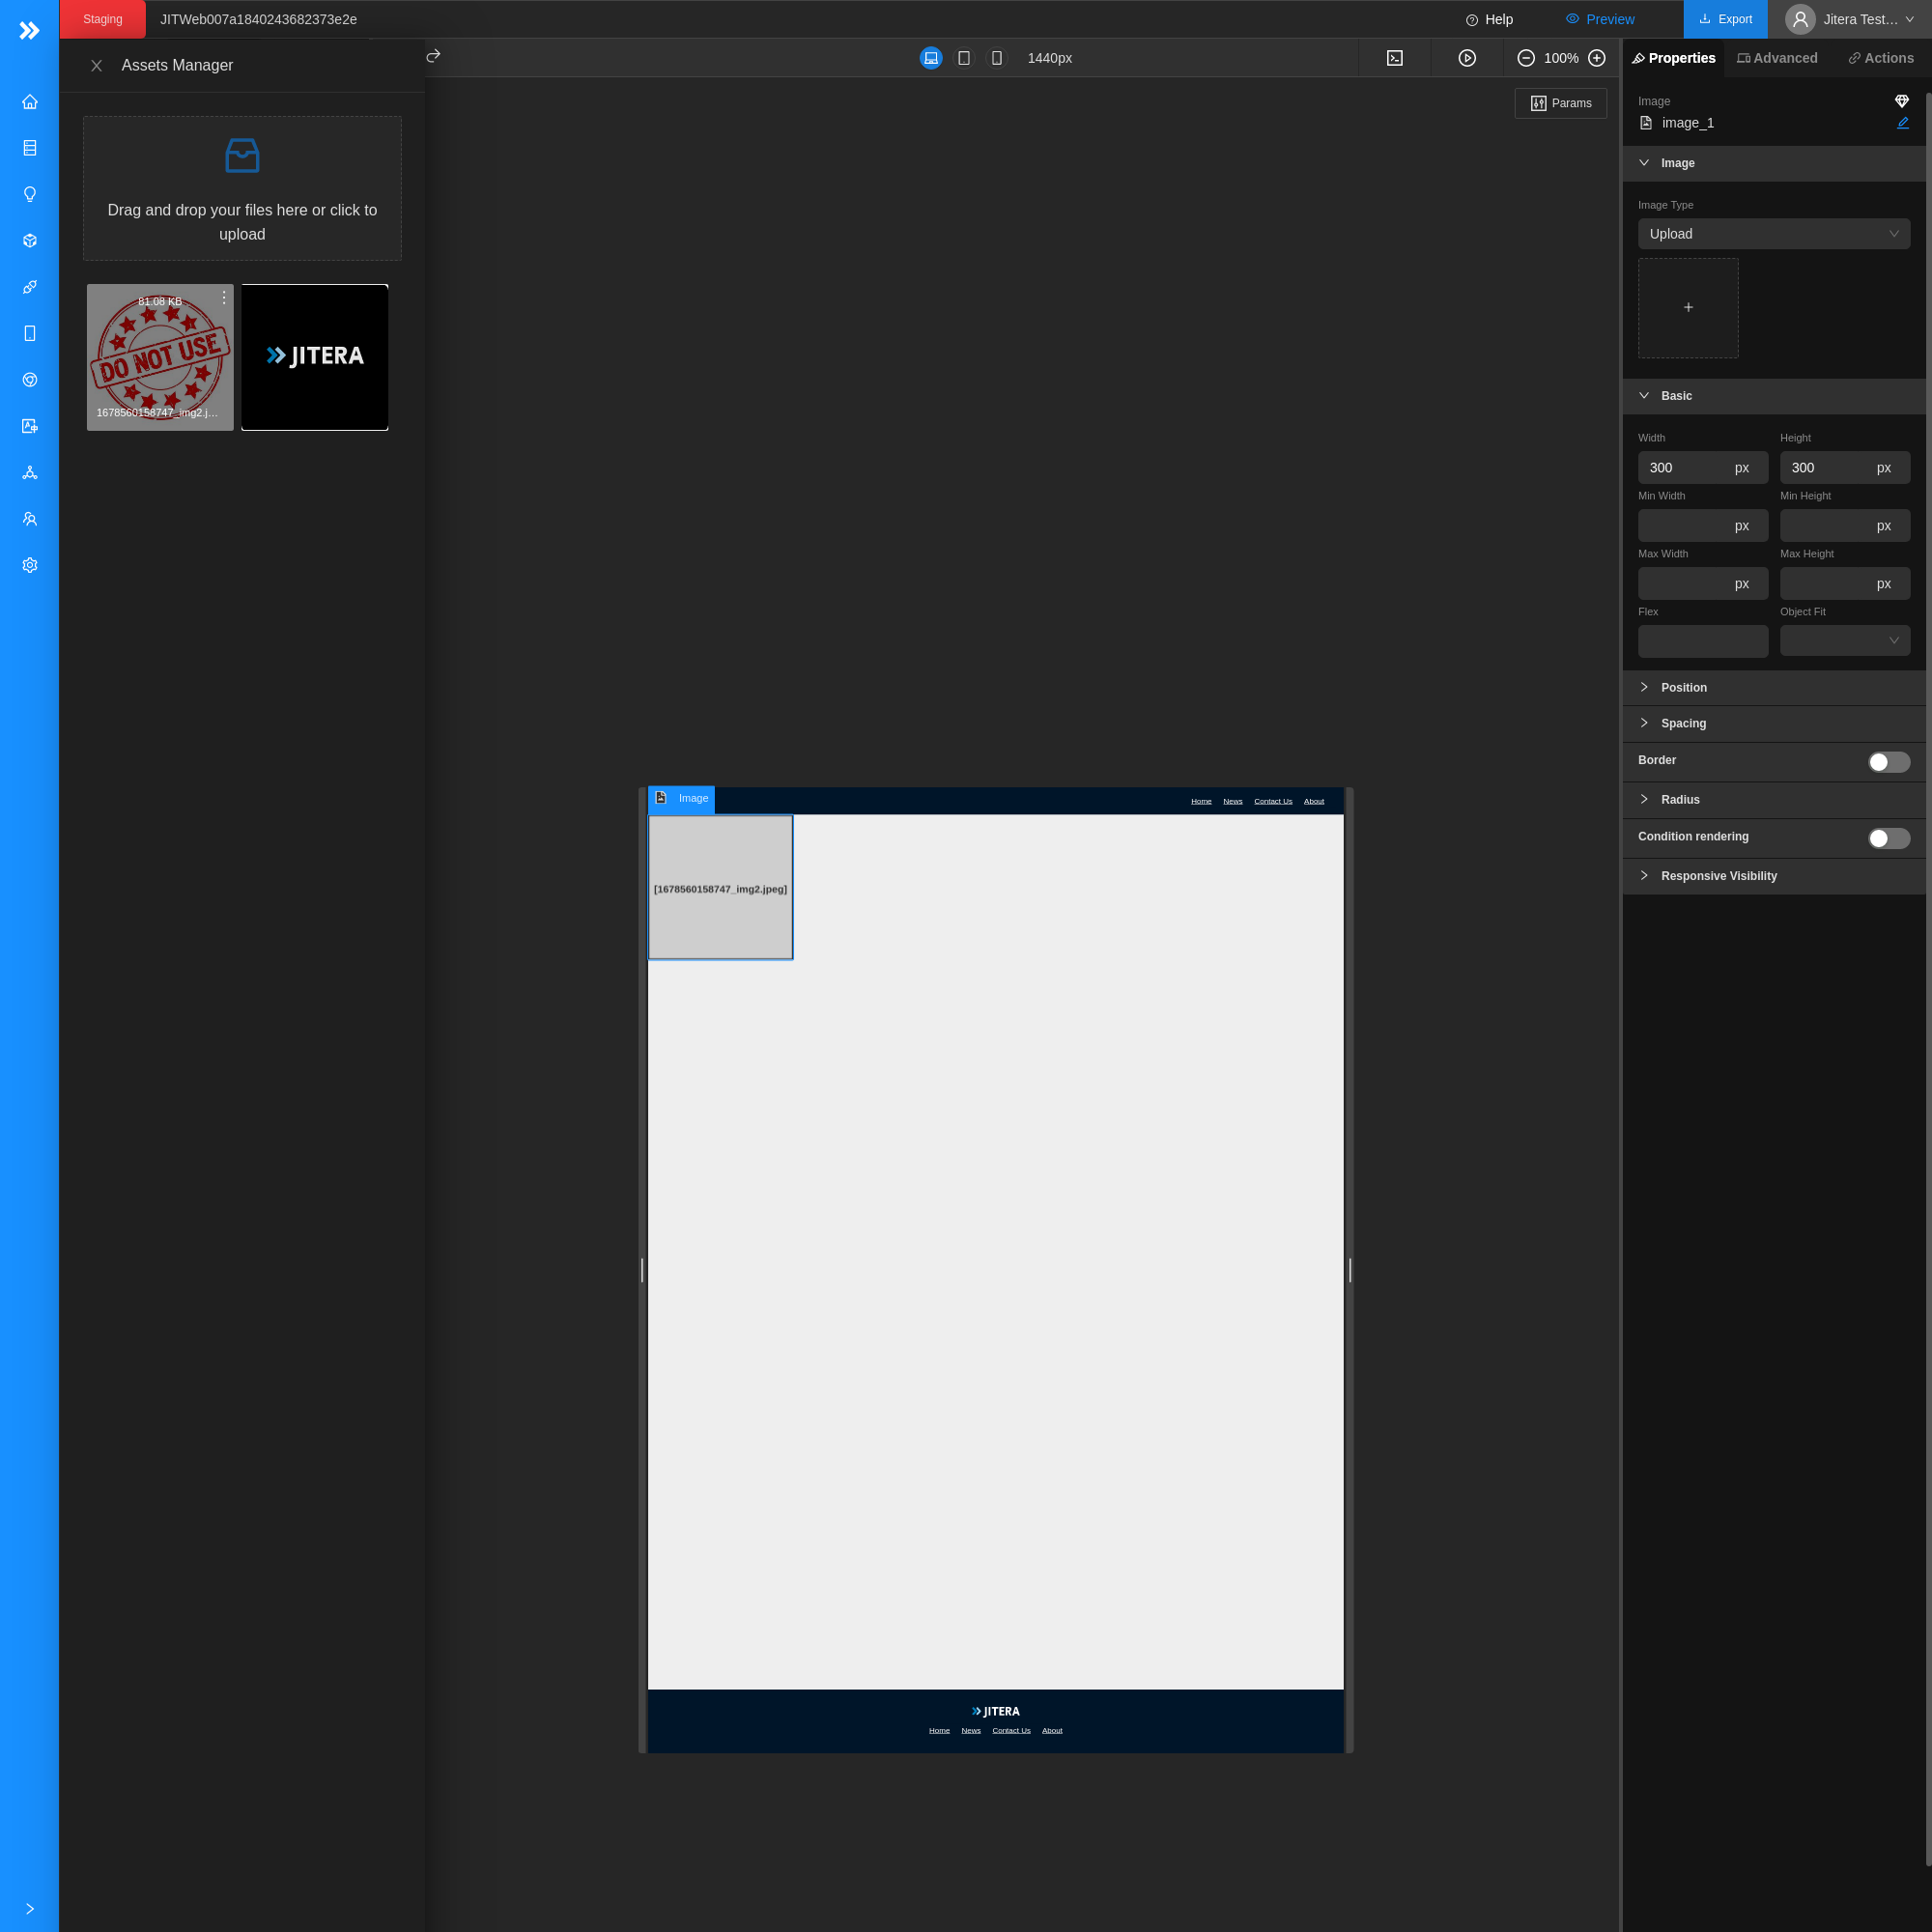 Staging
JITWeb007a1840243682373e2e
Help
Preview
Export
Jitera Test…
Assets Manager
1440px
100%
Properties
Advanced
Actions
Params
Image
image_1
Drag and drop your files here or click to
upload
Image
Image Type
Upload
81.08 KB
DO NOT USE
1678560158747_img2.j…
JITERA
Basic
Width
Height
300 px
300 px
Min Width
Min Height
px
px
Max Width
Max Height
px
px
Flex
Object Fit
Position
Spacing
Border
Radius
Condition rendering
Responsive Visibility
Image
Home News Contact Us About
[1678560158747_img2.jpeg]
JITERA
Home News Contact Us About